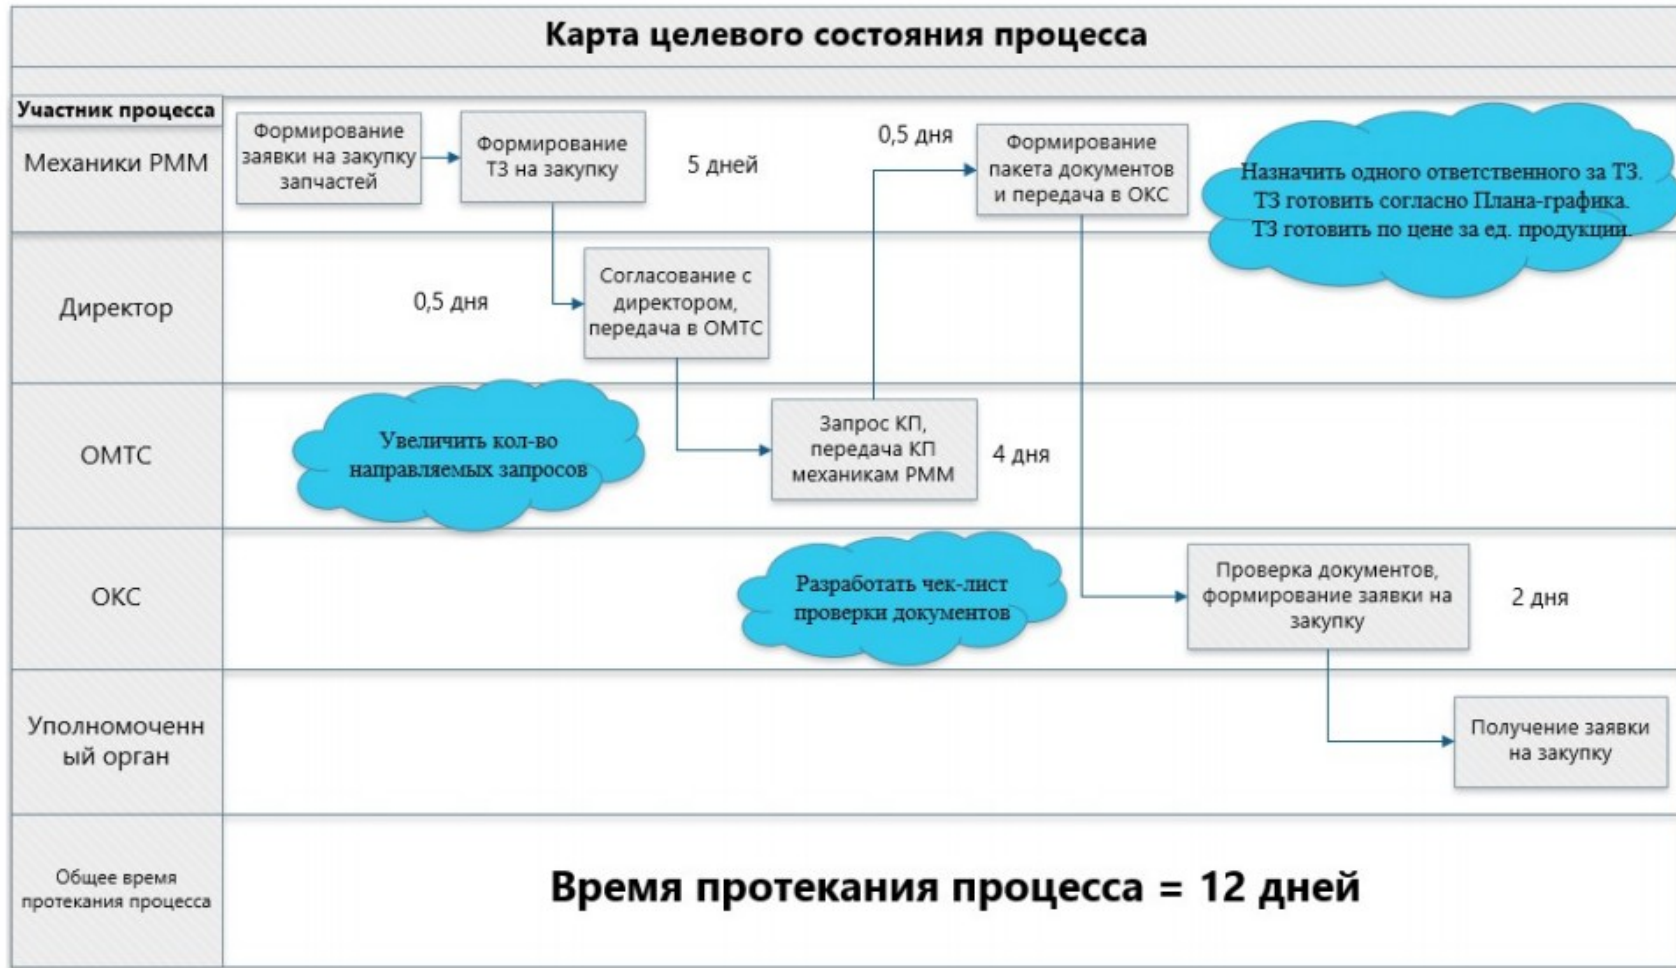 Карта целевого состояния процесса
Участник процесса
Механики РММ
Формирование
заявки на закупку
запчастей
Формирование
ТЗ на закупку
5 дней
0,5 дня
Формирование
пакета документов
и передача в ОКС
Назначить одного ответственного за ТЗ.
ТЗ готовить согласно Плана-графика.
ТЗ готовить по цене за ед. продукции.
Директор
0,5 дня
Согласование с
директором,
передача в ОМТС
ОМТС
Увеличить кол-во
направляемых запросов
Запрос КП,
передача КП
механикам РММ
4 дня
ОКС
Разработать чек-лист
проверки документов
Проверка документов,
формирование заявки на
закупку
2 дня
Уполномоченн
ый орган
Получение заявки
на закупку
Общее время
протекания процесса
Время протекания процесса = 12 дней